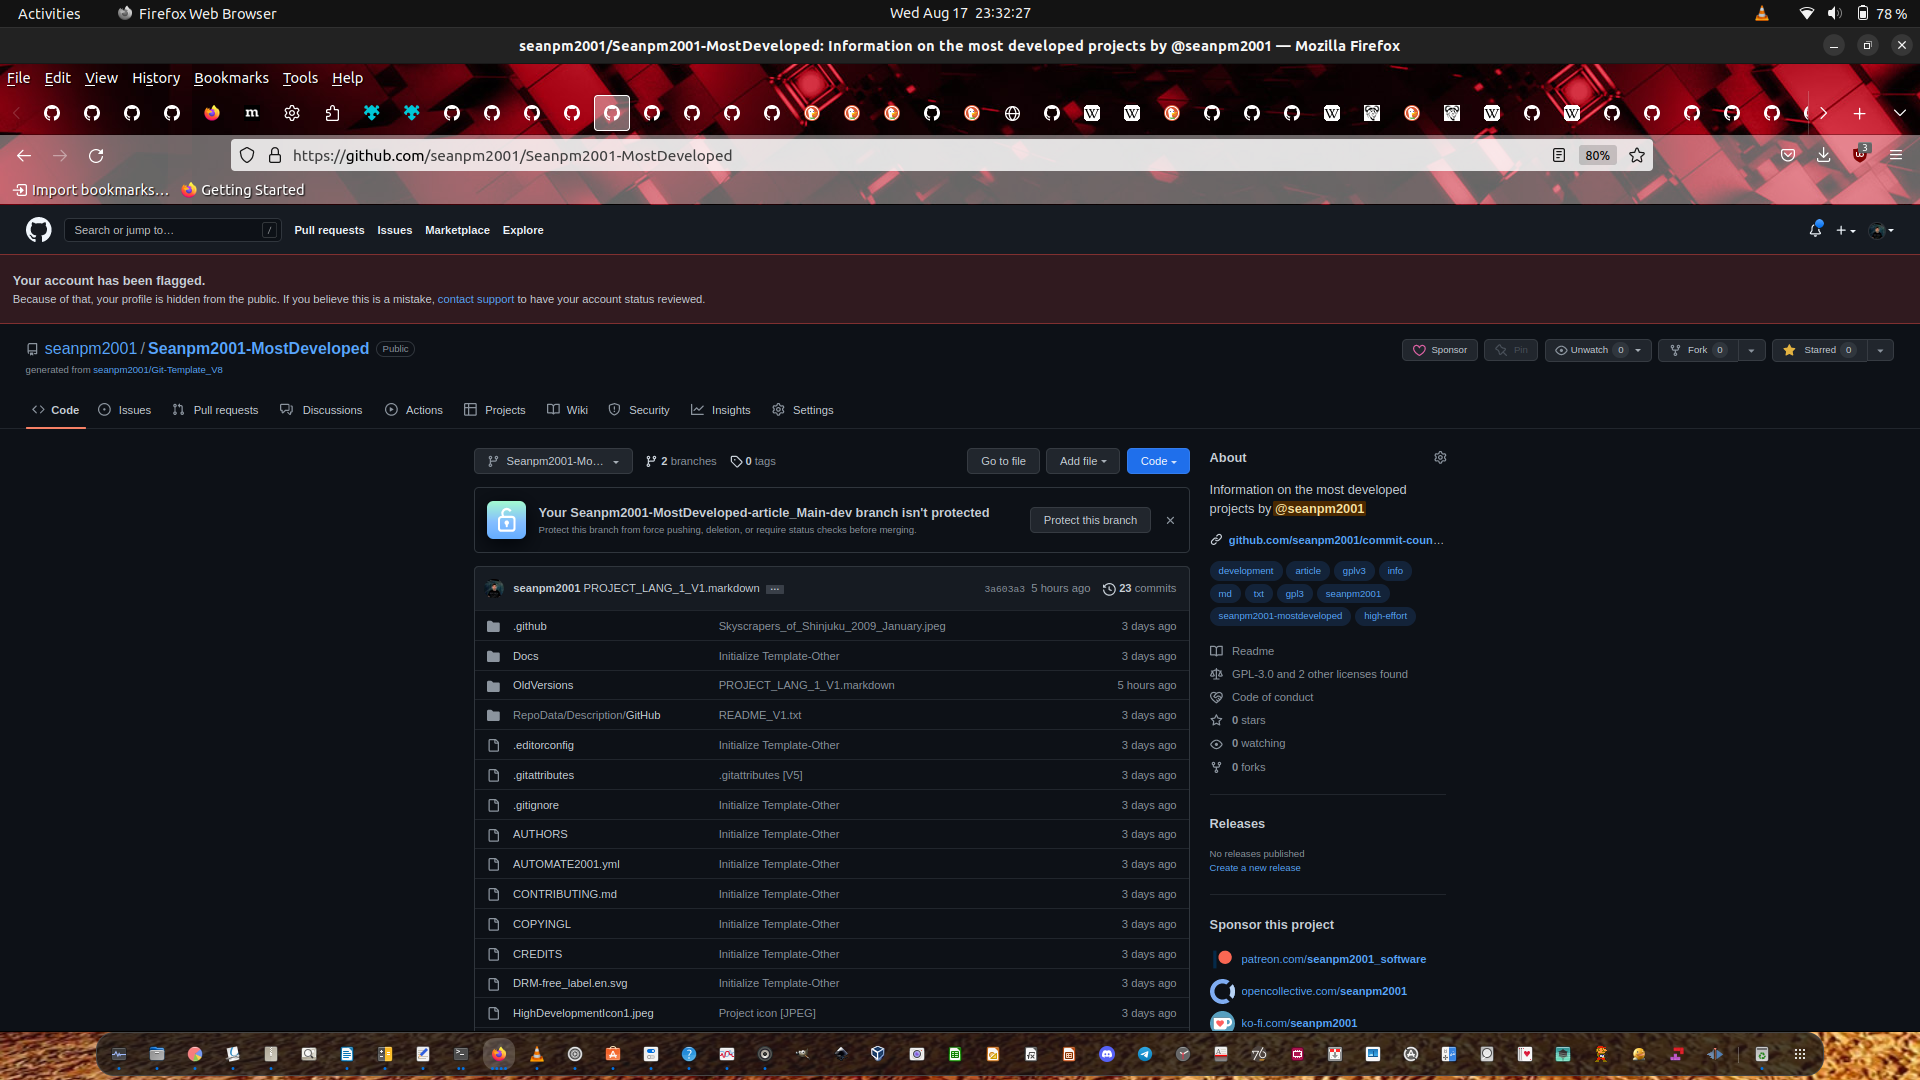 Activities
Firefox Web Browser
Wed Aug 17 23:32:27
78 %
seanpm2001/Seanpm2001-MostDeveloped: Information on the most developed projects by @seanpm2001 — Mozilla Firefox
File Edit View History Bookmarks Tools Help
https://github.com/seanpm2001/Seanpm2001-MostDeveloped
80%
3
Import bookmarks…
Getting Started
Search or jump to…
/
Pull requests Issues Marketplace Explore
Your account has been flagged.
Because of that, your profile is hidden from the public. If you believe this is a mistake, contact support to have your account status reviewed.
seanpm2001 / Seanpm2001-MostDeveloped Public
Sponsor
Pin
Unwatch 0
Fork 0
Starred 0
generated from seanpm2001/Git-Template_V8
Code Issues Pull requests Discussions Actions Projects Wiki Security Insights Settings
Seanpm2001-Mo…
2 branches
0 tags
Go to file
Add file
Code
Your Seanpm2001-MostDeveloped-article_Main-dev branch isn't protected
Protect this branch from force pushing, deletion, or require status checks before merging.
Protect this branch
seanpm2001 PROJECT_LANG_1_V1.markdown
3a603a3 5 hours ago
23 commits
.github Skyscrapers_of_Shinjuku_2009_January.jpeg 3 days ago
Docs Initialize Template-Other 3 days ago
OldVersions PROJECT_LANG_1_V1.markdown 5 hours ago
RepoData/Description/GitHub README_V1.txt 3 days ago
.editorconfig Initialize Template-Other 3 days ago
.gitattributes .gitattributes [V5] 3 days ago
.gitignore Initialize Template-Other 3 days ago
AUTHORS Initialize Template-Other 3 days ago
AUTOMATE2001.yml Initialize Template-Other 3 days ago
CONTRIBUTING.md Initialize Template-Other 3 days ago
COPYINGL Initialize Template-Other 3 days ago
CREDITS Initialize Template-Other 3 days ago
DRM-free_label.en.svg Initialize Template-Other 3 days ago
HighDevelopmentIcon1.jpeg Project icon [JPEG] 3 days ago
About
Information on the most developed
projects by @seanpm2001
github.com/seanpm2001/commit-coun…
development article gplv3 info
md txt gpl3 seanpm2001
seanpm2001-mostdeveloped high-effort
Readme
GPL-3.0 and 2 other licenses found
Code of conduct
0 stars
0 watching
0 forks
Releases
No releases published
Create a new release
Sponsor this project
patreon.com/seanpm2001_software
opencollective.com/seanpm2001
ko-fi.com/seanpm2001